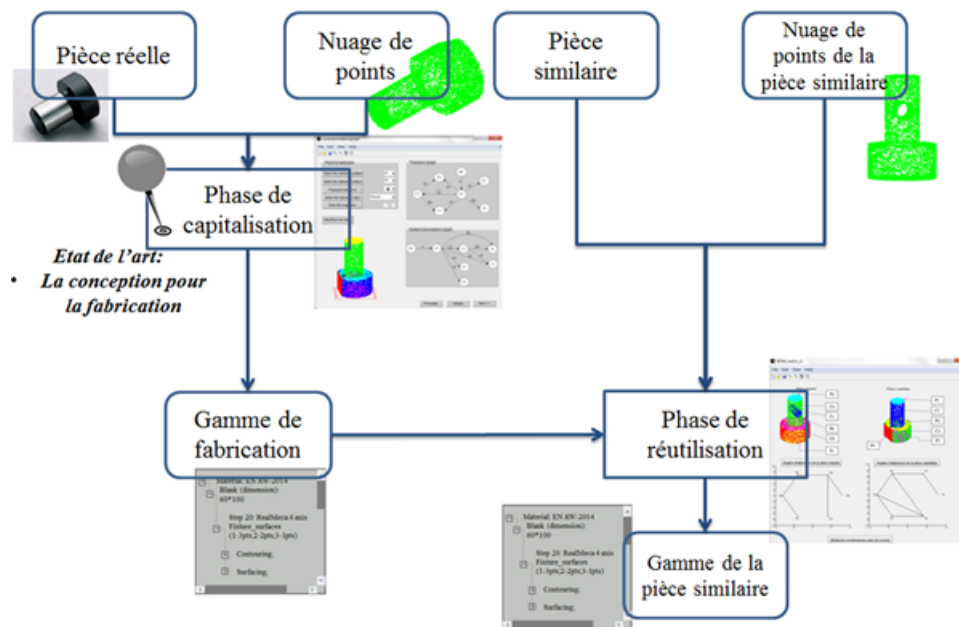 Pièce réelle
Nuage de
points
Pièce
similaire
Nuage de
points de la
pièce similaire
Phase de
capitalisation
Etat de l'art:
• La conception pour
la fabrication
Gamme de
fabrication
Phase de
réutilisation
Material: EN AW-2014
Blank (dimension):
60*100
Step 20: RealMeca 4 axis
Fixture_surfaces
(1-3pts;2-2pts;3-1pts)
Contouring;
Surfacing;
Material: EN AW-2014
Blank (dimension):
60*100
Step 20: RealMeca 4 axis
Fixture_surfaces
(1-3pts;2-2pts;3-1pts)
Contouring;
Surfacing;
Gamme de la
pièce similaire